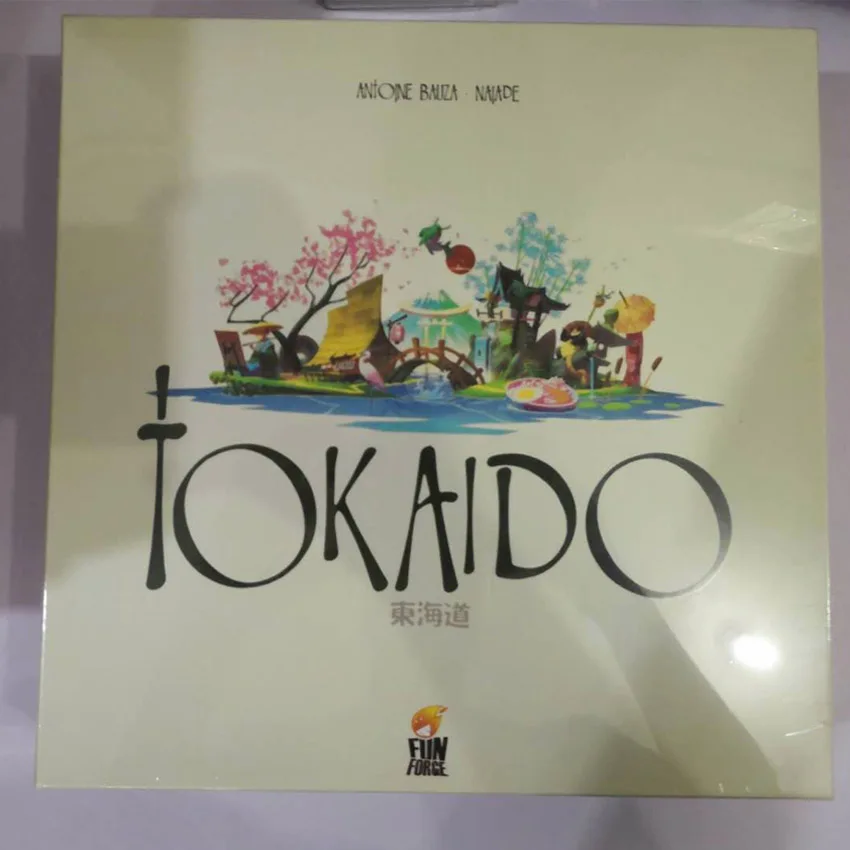 ANTOINE BAUZA · NAIADE
TOKAIDO
東海道
FUN
FORGE